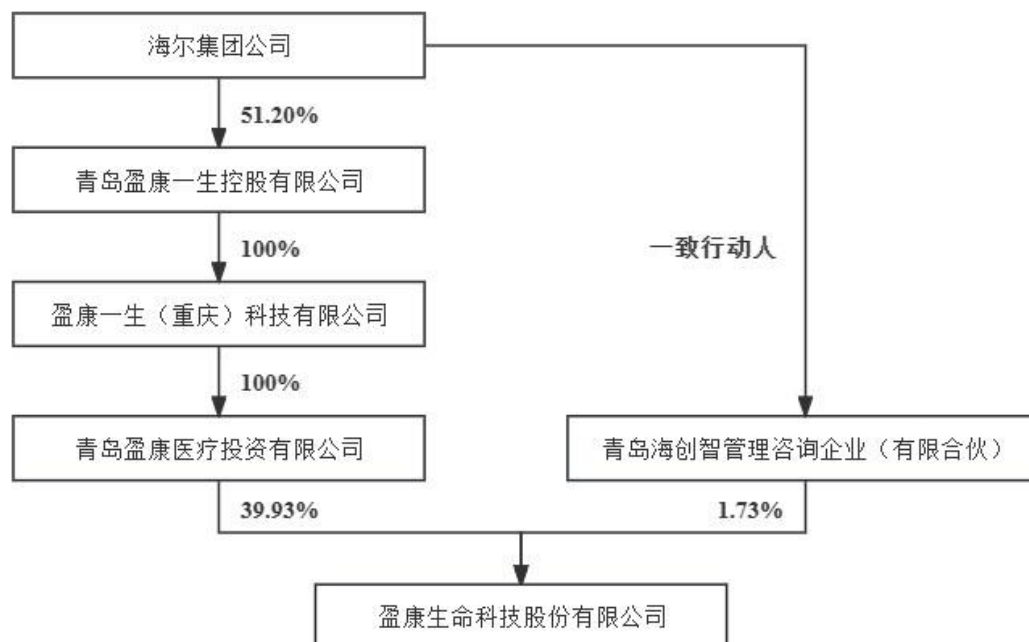 海尔集团公司
51.20%
青岛盈康一生控股有限公司
100%
一致行动人
盈康一生（重庆）科技有限公司
100%
青岛盈康医疗投资有限公司
青岛海创智管理咨询企业（有限合伙）
39.93%
1.73%
盈康生命科技股份有限公司